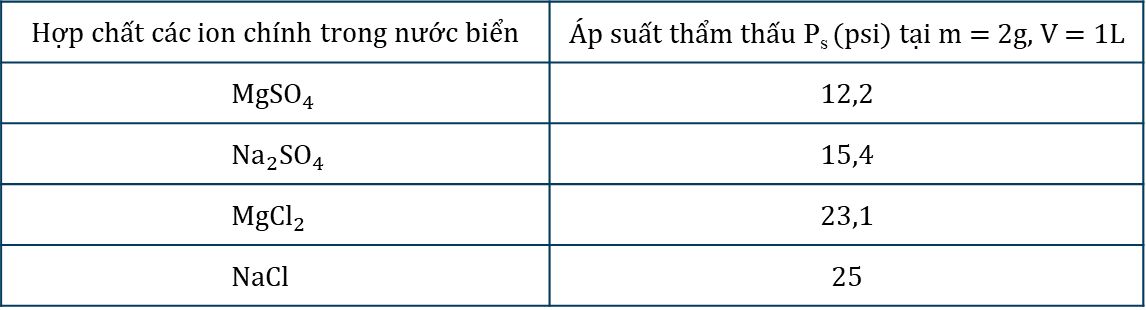 Hợp chất các ion chính trong nước biển
Áp suất thẩm thấu Pₛ (psi) tại m = 2g, V = 1L
MgSO₄
12,2
Na₂SO₄
15,4
MgCl₂
23,1
NaCl
25